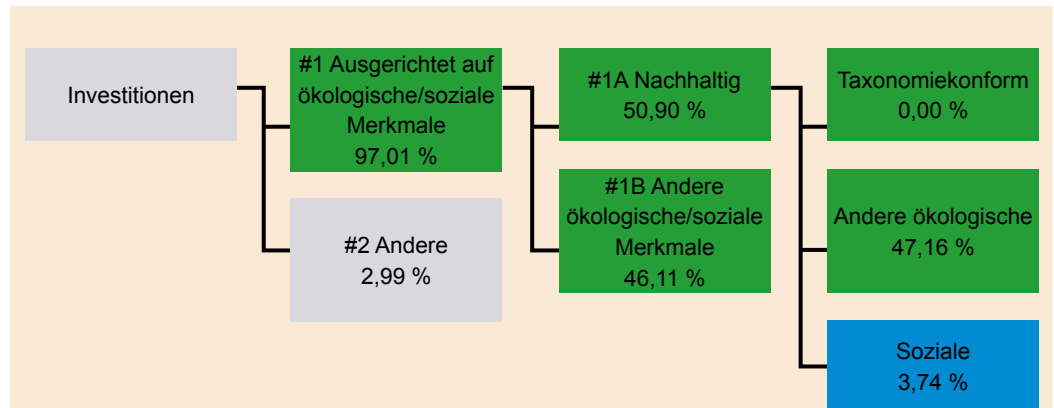 Investitionen
#1 Ausgerichtet auf
ökologische/soziale
Merkmale
97,01 %
#2 Andere
2,99 %
#1A Nachhaltig
50,90 %
#1B Andere
ökologische/soziale
Merkmale
46,11 %
Taxonomiekonform
0,00 %
Andere ökologische
47,16 %
Soziale
3,74 %